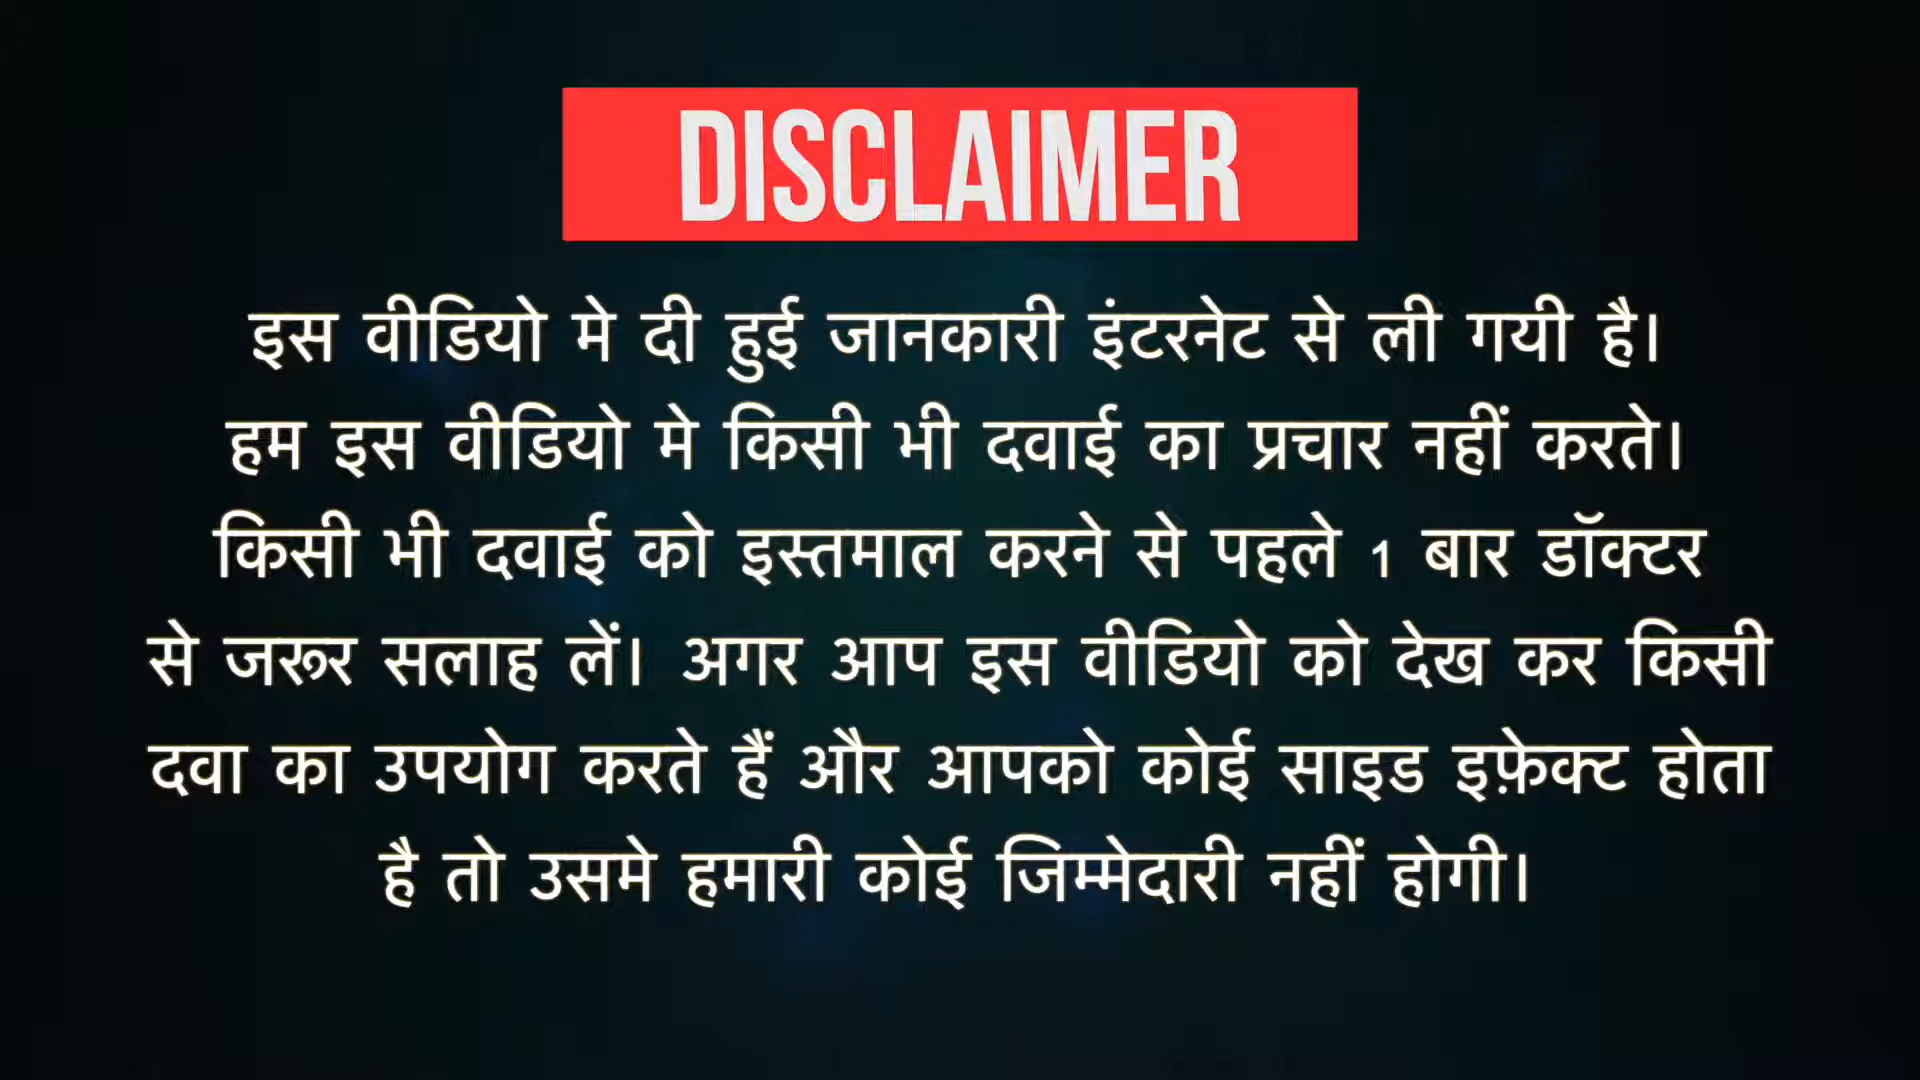 DISCLAIMER
इस वीडियो मे दी हुई जानकारी इंटरनेट से ली गयी है।
हम इस वीडियो मे किसी भी दवाई का प्रचार नहीं करते।
किसी भी दवाई को इस्तमाल करने से पहले 1 बार डॉक्टर
से जरूर सलाह लें। अगर आप इस वीडियो को देख कर किसी
दवा का उपयोग करते हैं और आपको कोई साइड इफ़ेक्ट होता
है तो उसमे हमारी कोई जिम्मेदारी नहीं होगी।